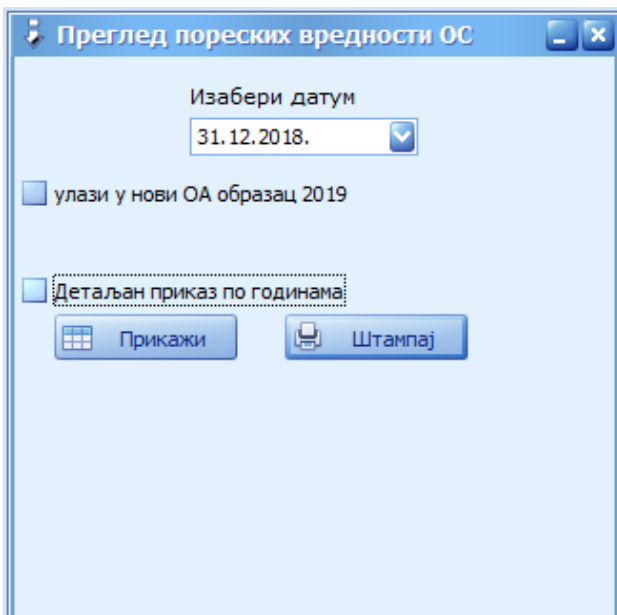 Преглед пореских вредности ОС
Изабери датум
31.12.2018.
улази у нови ОА образац 2019
Детаљан приказ по годинама
Прикажи
Штампај